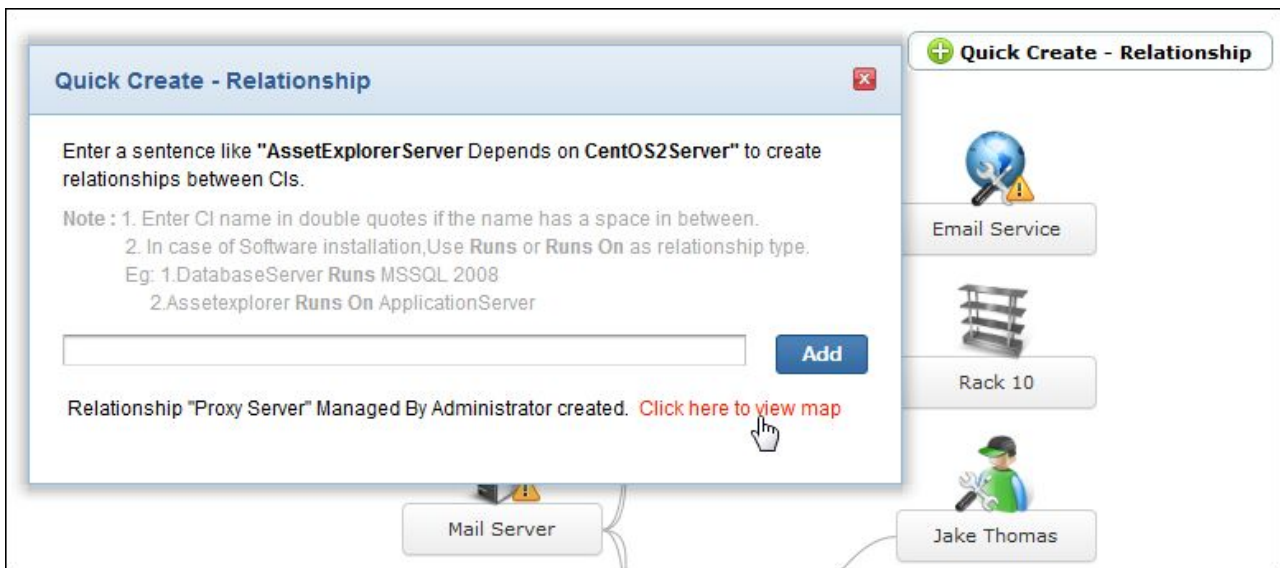 Quick Create - Relationship
Quick Create - Relationship
Enter a sentence like "AssetExplorerServer Depends on CentOS2Server" to create
relationships between CIs.
Note : 1. Enter CI name in double quotes if the name has a space in between.
2. In case of Software installation,Use Runs or Runs On as relationship type.
Eg: 1.DatabaseServer Runs MSSQL 2008
2.Assetexplorer Runs On ApplicationServer
Add
Relationship "Proxy Server" Managed By Administrator created. Click here to view map
Email Service
Rack 10
Mail Server
Jake Thomas